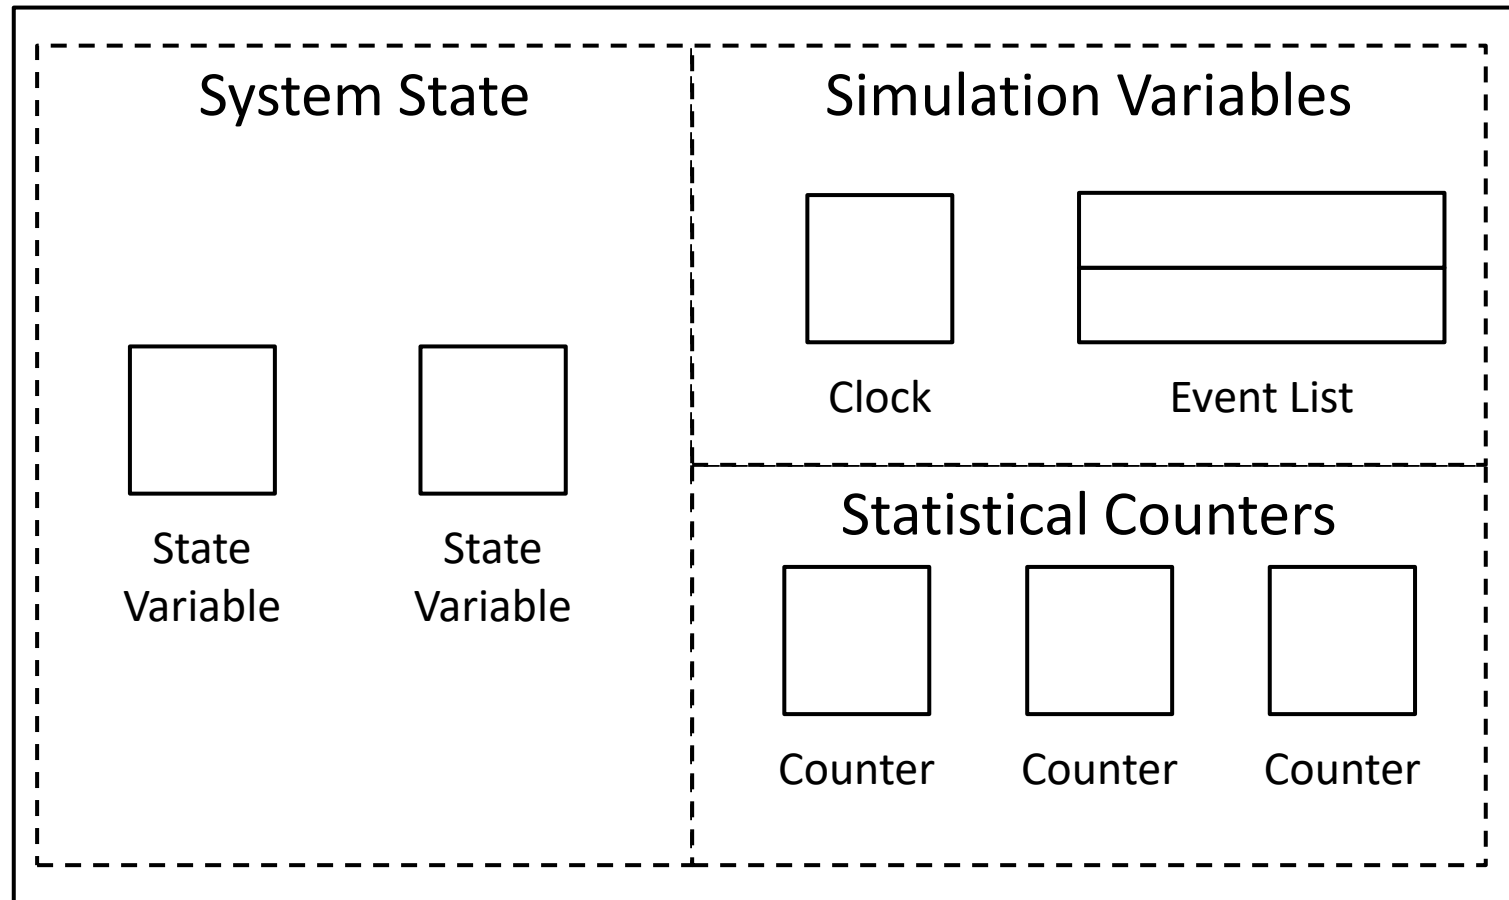 System State
State
Variable
State
Variable
Simulation Variables
Clock
Event List
Statistical Counters
Counter
Counter
Counter